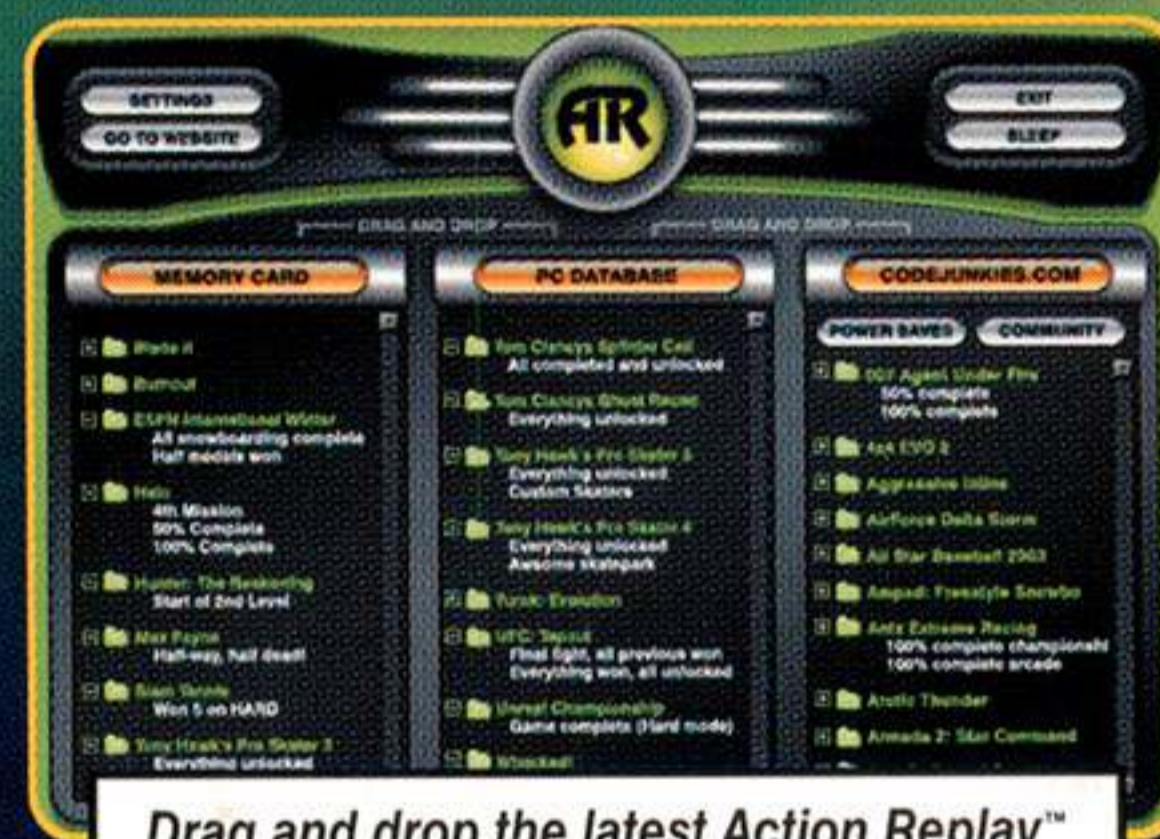 SETTINGS
GO TO WEBSITE
AR
EXIT
SLEEP
DRAG AND DROP
DRAG AND DROP
MEMORY CARD
Blade II
Burnout
ESPN International Winter
All snowboarding complete
Half medals won
Halo
4th Mission
50% Complete
100% Complete
Hunter: The Reckoning
Start of 2nd Level
Max Payne
Half-way, half dead!
Slam Tennis
Won 5 on HARD
Tony Hawk's Pro Skater 3
Everything unlocked
PC DATABASE
Tom Clancys Splinter Cell
All completed and unlocked
Tom Clancys Ghost Recon
Everything unlocked
Tony Hawk's Pro Skater 3
Everything unlocked
Custom Skaters
Tony Hawk's Pro Skater 4
Everything unlocked
Awsome skatepark
Turok: Evolution
UFC: Tapout
Final fight, all previous won
Everything won, all unlocked
Unreal Championship
Game complete (Hard mode)
Whacked!
CODEJUNKIES.COM
POWER SAVES
COMMUNITY
007 Agent Under Fire
50% complete
100% complete
4x4 EVO 2
Aggressive Inline
AirForce Delta Storm
All Star Baseball 2003
Amped: Freestyle Snowbo
Antz Extreme Racing
100% complete championshi
100% complete arcade
Arctic Thunder
Armada 2: Star Command
Drag and drop the latest Action Replay™